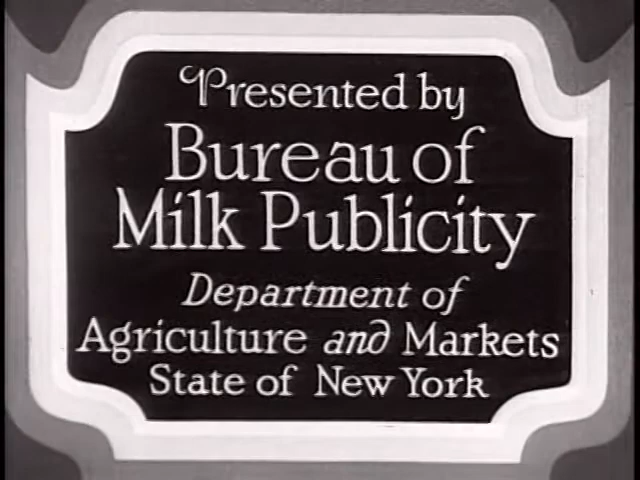 Presented by
Bureau of
Milk Publicity
Department of
Agriculture and Markets
State of New York